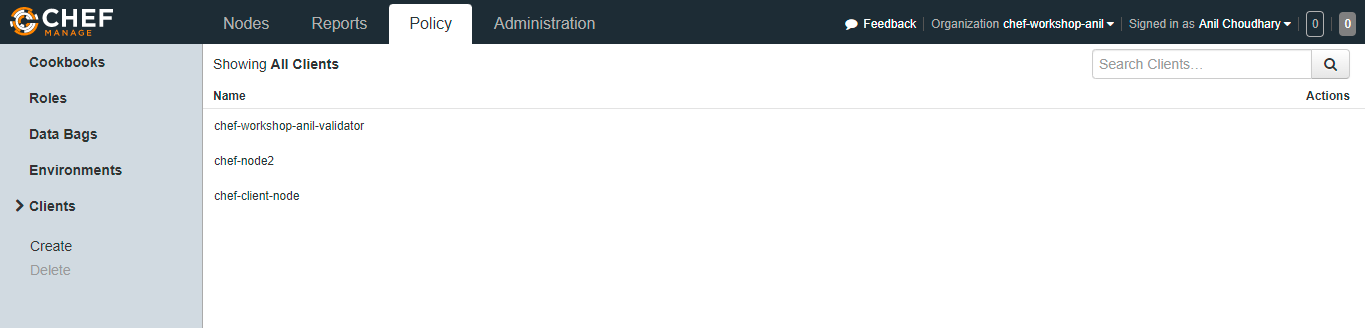 CHEF
MANAGE
Nodes
Reports
Policy
Administration
Feedback
Organization chef-workshop-anil
Signed in as Anil Choudhary
0
0
Cookbooks
Roles
Data Bags
Environments
Clients
Create
Delete
Showing All Clients
Search Clients...
Name
Actions
chef-workshop-anil-validator
chef-node2
chef-client-node